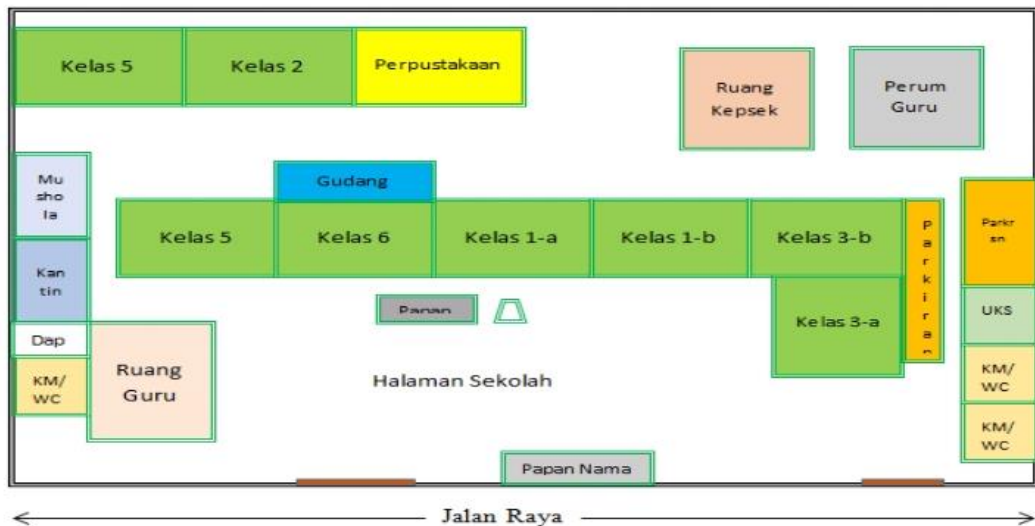 Kelas 5
Kelas 2
Perpustakaan
Ruang
Kepsek
Perum
Guru
Mu
sho
la
Gudang
Kelas 5
Kelas 6
Kelas 1-a
Kelas 1-b
Kelas 3-b
P
a
r
k
i
r
a
n
Parkr
sn
Kan
tin
Papan
Kelas 3-a
UKS
Dap
Ruang
Guru
KM/
WC
Halaman Sekolah
KM/
WC
KM/
WC
Papan Nama
Jalan Raya